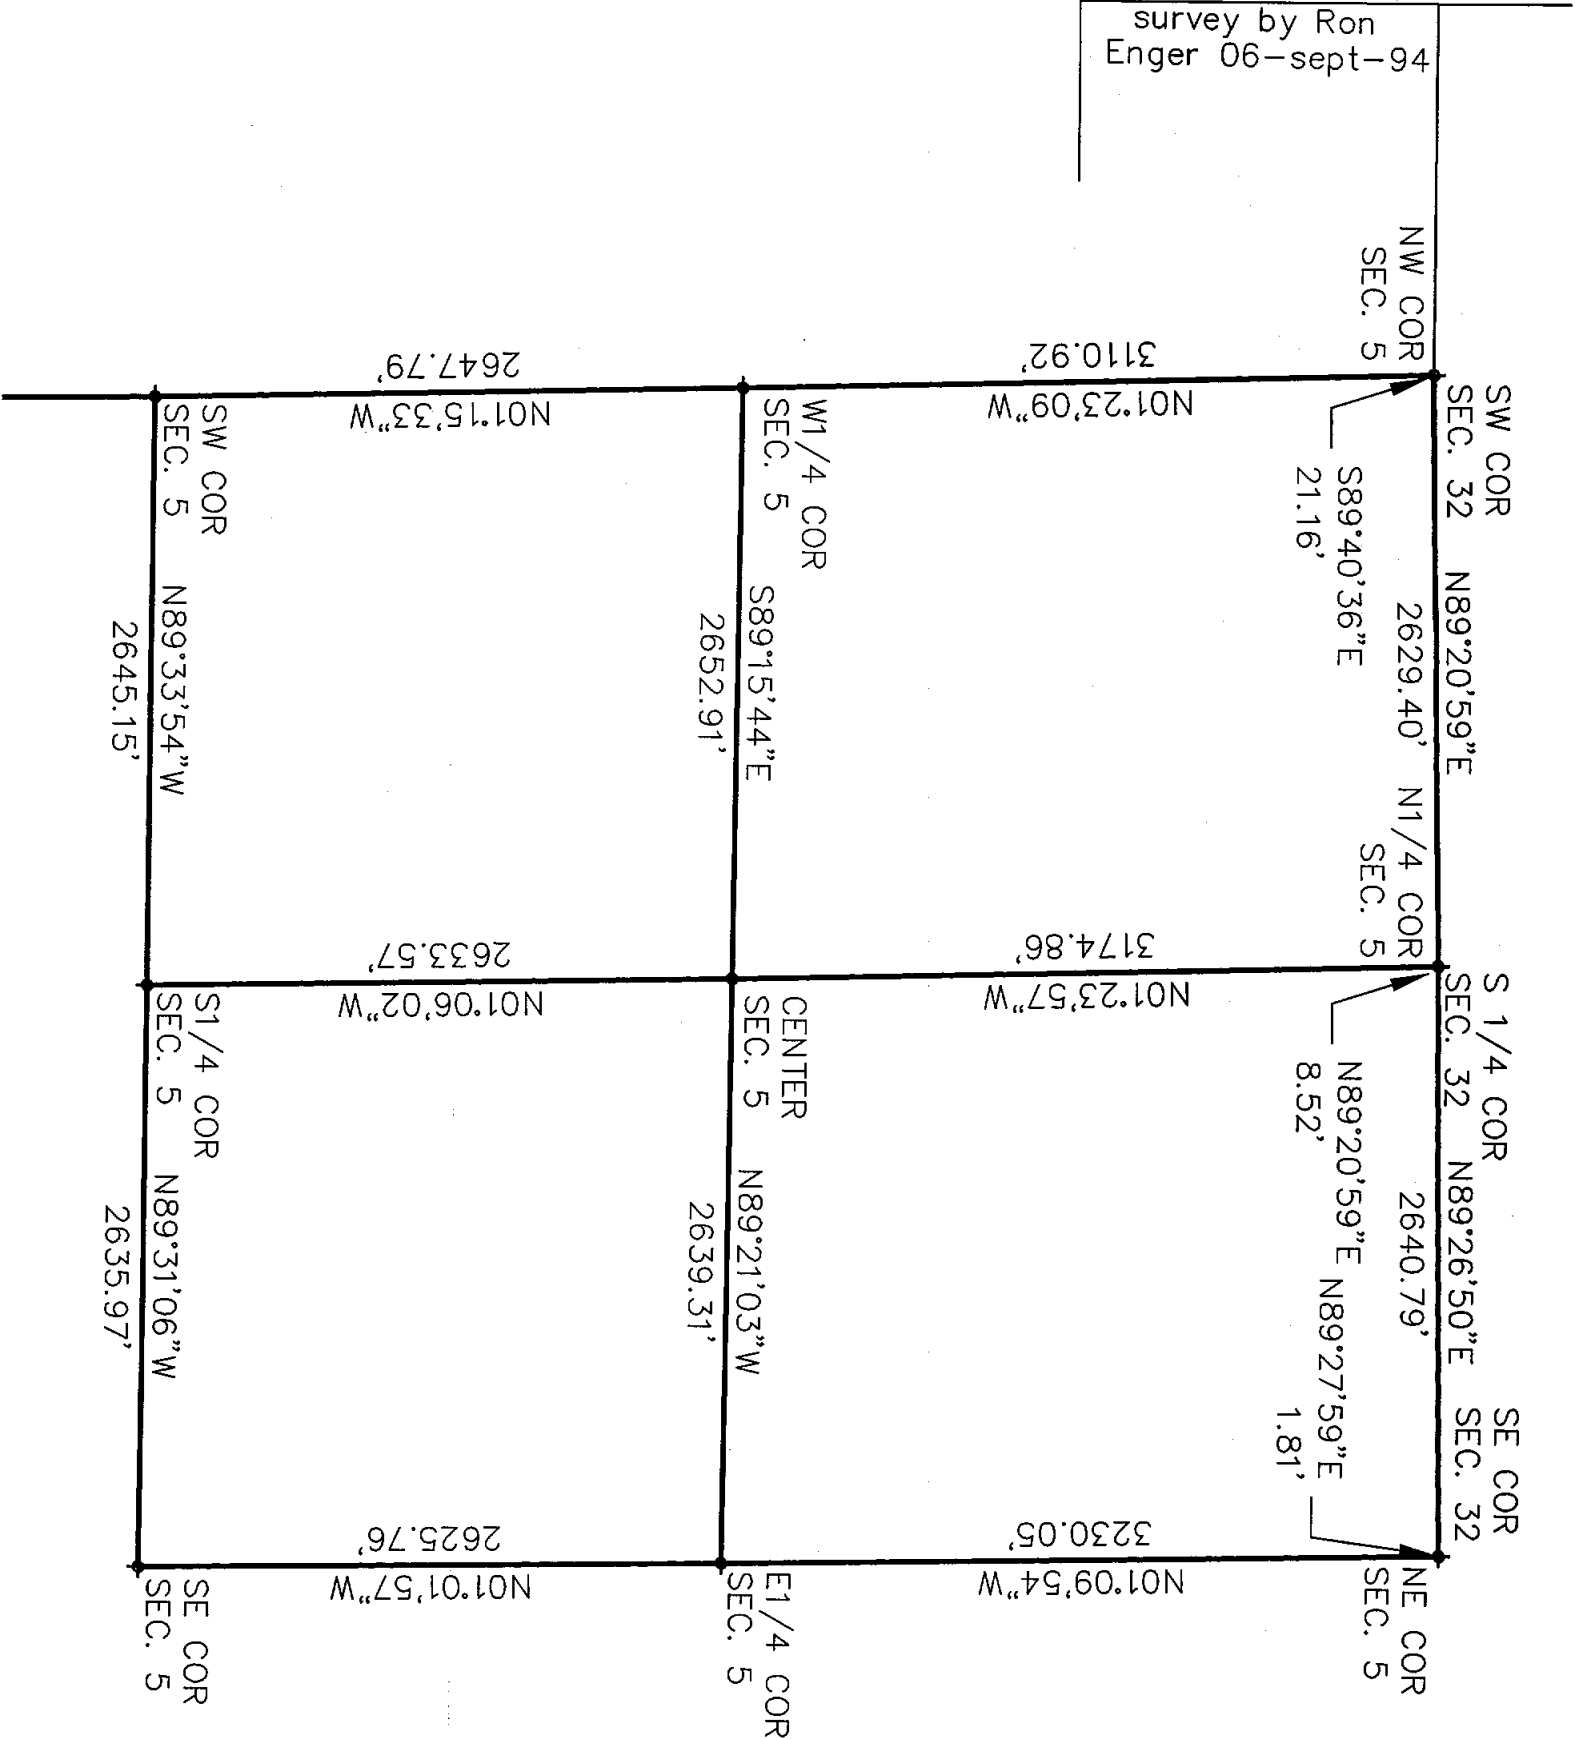 survey by Ron
Enger 06-sept-94
NW COR
SEC. 5
SW COR
SEC. 32
N89°20'59"E
2629.40'
S89°40'36"E
21.16'
N1/4 COR
SEC. 5
S 1/4 COR
SEC. 32
N89°26'50"E
2640.79'
N89°20'59"E
8.52'
N89°27'59"E
1.81'
SE COR
SEC. 32
NE COR
SEC. 5
3110.92'
N01°23'09"W
3174.86'
N01°23'57"W
3230.05'
N01°09'54"W
W1/4 COR
SEC. 5
S89°15'44"E
2652.91'
CENTER
SEC. 5
N89°21'03"W
2639.31'
E1/4 COR
SEC. 5
2647.79'
N01°15'33"W
2633.57'
N01°06'02"W
2625.76'
N01°01'57"W
SW COR
SEC. 5
N89°33'54"W
2645.15'
S1/4 COR
SEC. 5
N89°31'06"W
2635.97'
SE COR
SEC. 5